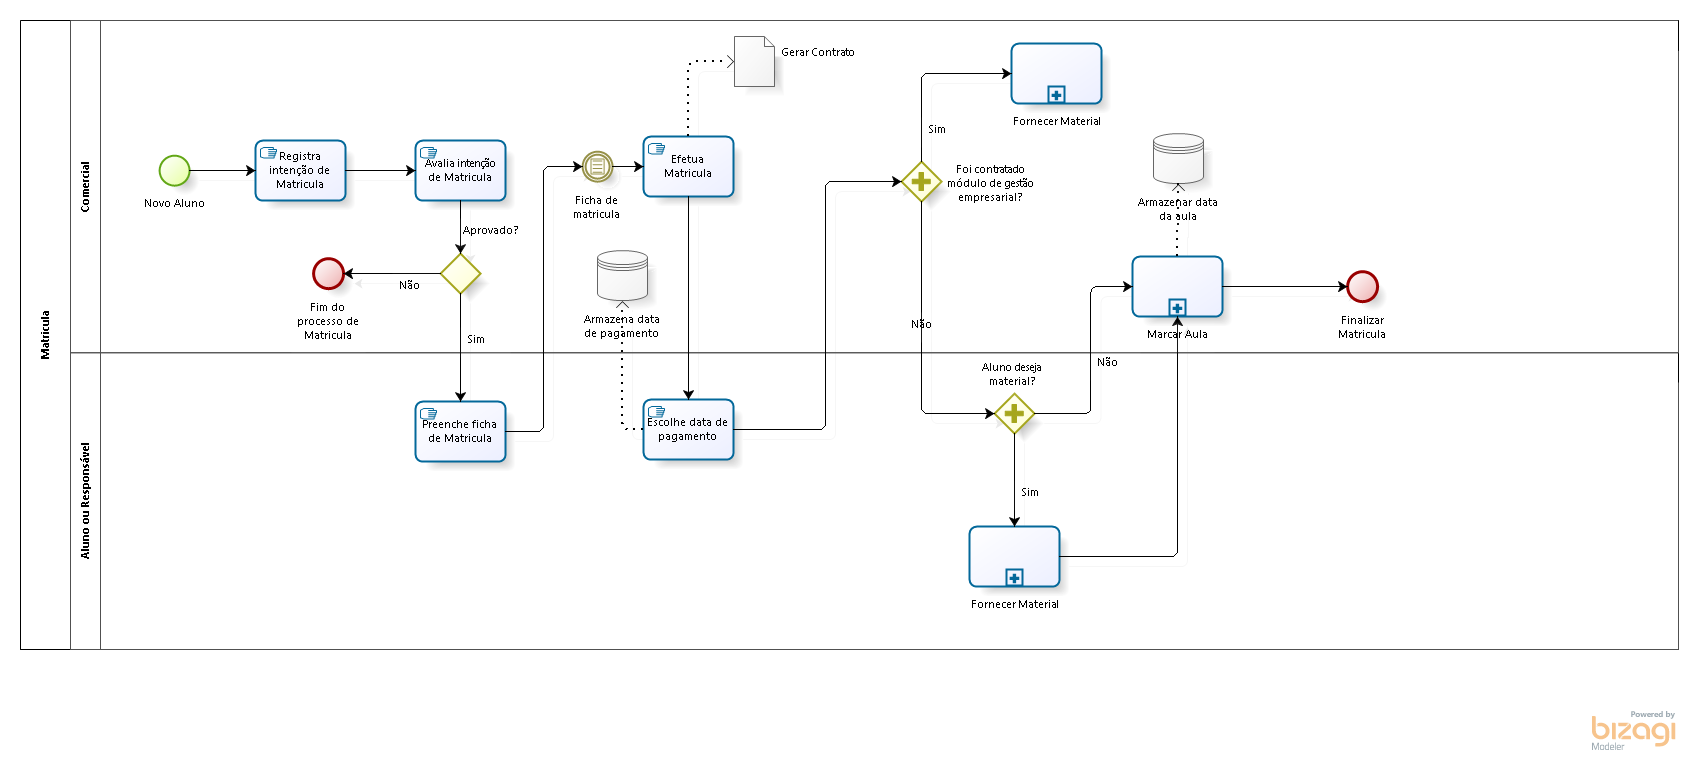 Matricula
Comercial
Aluno ou Responsável
Novo Aluno
Registra
intenção de
Matricula
Avalia intenção
de Matricula
Aprovado?
Não
Fim do
processo de
Matricula
Sim
Preenche ficha
de Matricula
Ficha de
matricula
Efetua
Matricula
Gerar Contrato
Armazena data
de pagamento
Escolhe data de
pagamento
Foi contratado
módulo de gestão
empresarial?
Sim
Fornecer Material
Não
Aluno deseja
material?
Não
Sim
Fornecer Material
Armazenar data
da aula
Marcar Aula
Finalizar
Matricula
Powered by
bizagi
Modeler